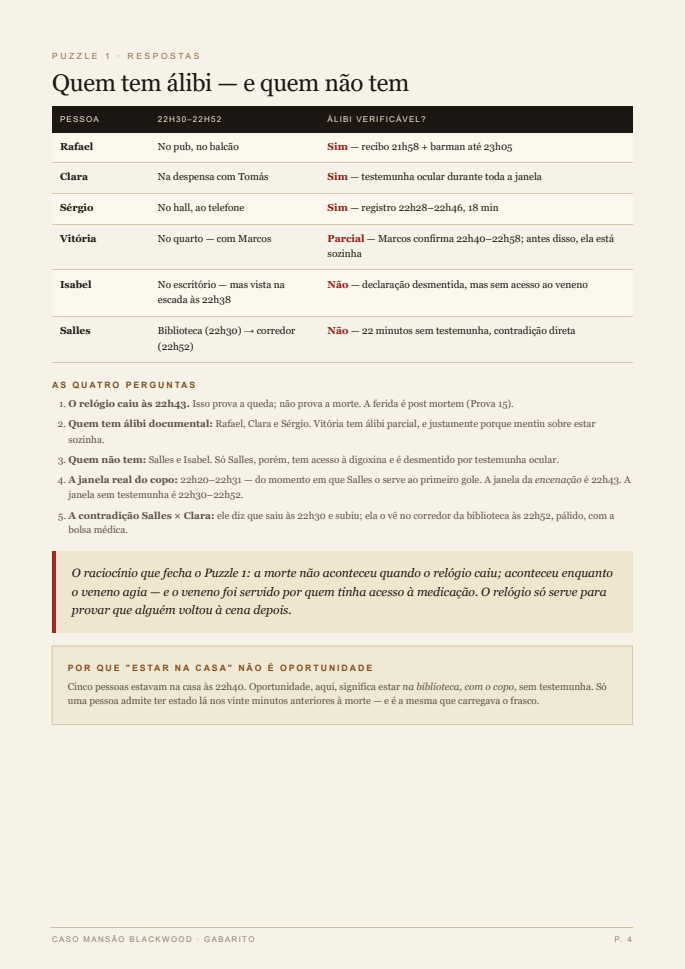 PUZZLE 1 · RESPOSTAS
Quem tem álibi — e quem não tem
PESSOA 22H30–22H52 ÁLIBI VERIFICÁVEL?
Rafael No pub, no balcão Sim — recibo 21h58 + barman até 23h05
Clara Na despensa com Tomás Sim — testemunha ocular durante toda a janela
Sérgio No hall, ao telefone Sim — registro 22h28–22h46, 18 min
Vitória No quarto — com Marcos Parcial — Marcos confirma 22h40–22h58; antes disso, ela está
sozinha
Isabel No escritório — mas vista na Não — declaração desmentida, mas sem acesso ao veneno
escada às 22h38
Salles Biblioteca (22h30) → corredor Não — 22 minutos sem testemunha, contradição direta
(22h52)
AS QUATRO PERGUNTAS
1. O relógio caiu às 22h43. Isso prova a queda; não prova a morte. A ferida é post mortem (Prova 15).
2. Quem tem álibi documental: Rafael, Clara e Sérgio. Vitória tem álibi parcial, e justamente porque mentiu sobre estar
sozinha.
3. Quem não tem: Salles e Isabel. Só Salles, porém, tem acesso à digoxina e é desmentido por testemunha ocular.
4. A janela real do copo: 22h20–22h31 — do momento em que Salles o serve ao primeiro gole. A janela da encenação é 22h43. A
janela sem testemunha é 22h30–22h52.
5. A contradição Salles × Clara: ele diz que saiu às 22h30 e subiu; ela o vê no corredor da biblioteca às 22h52, pálido, com a
bolsa médica.
O raciocínio que fecha o Puzzle 1: a morte não aconteceu quando o relógio caiu; aconteceu enquanto
o veneno agia — e o veneno foi servido por quem tinha acesso à medicação. O relógio só serve para
provar que alguém voltou à cena depois.
POR QUE "ESTAR NA CASA" NÃO É OPORTUNIDADE
Cinco pessoas estavam na casa às 22h40. Oportunidade, aqui, significa estar na biblioteca, com o copo, sem testemunha. Só
uma pessoa admite ter estado lá nos vinte minutos anteriores à morte — e é a mesma que carregava o frasco.
CASO MANSÃO BLACKWOOD · GABARITO P. 4